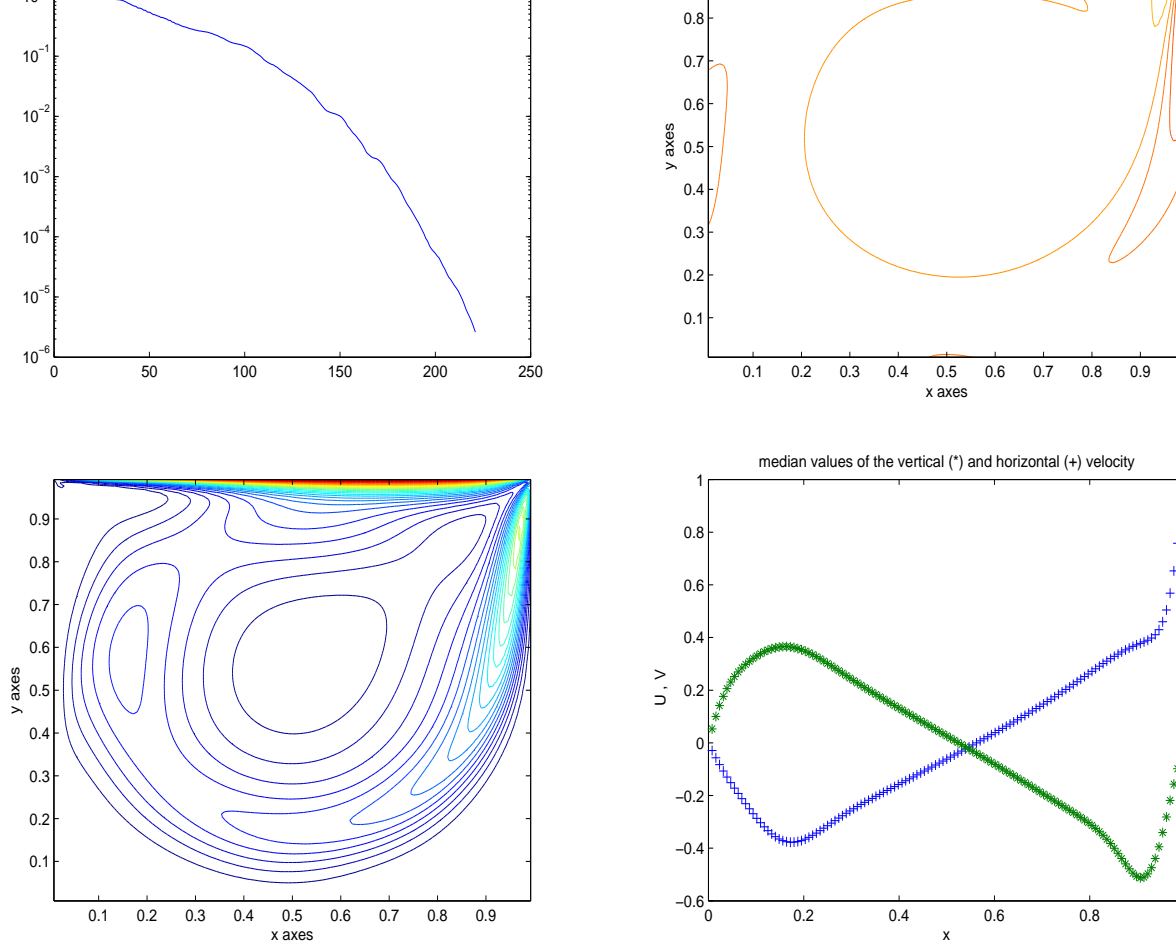 10^-1
10^-2
10^-3
10^-4
10^-5
10^-6
0 50 100 150 200 250
0.8
0.7
0.6
0.5
0.4
0.3
0.2
0.1
y axes
0.1 0.2 0.3 0.4 0.5 0.6 0.7 0.8 0.9
x axes
0.9
0.8
0.7
0.6
0.5
0.4
0.3
0.2
0.1
y axes
0.1 0.2 0.3 0.4 0.5 0.6 0.7 0.8 0.9
x axes
median values of the vertical (*) and horizontal (+) velocity
1
0.8
0.6
0.4
0.2
0
−0.2
−0.4
−0.6
U , V
0 0.2 0.4 0.6 0.8
x